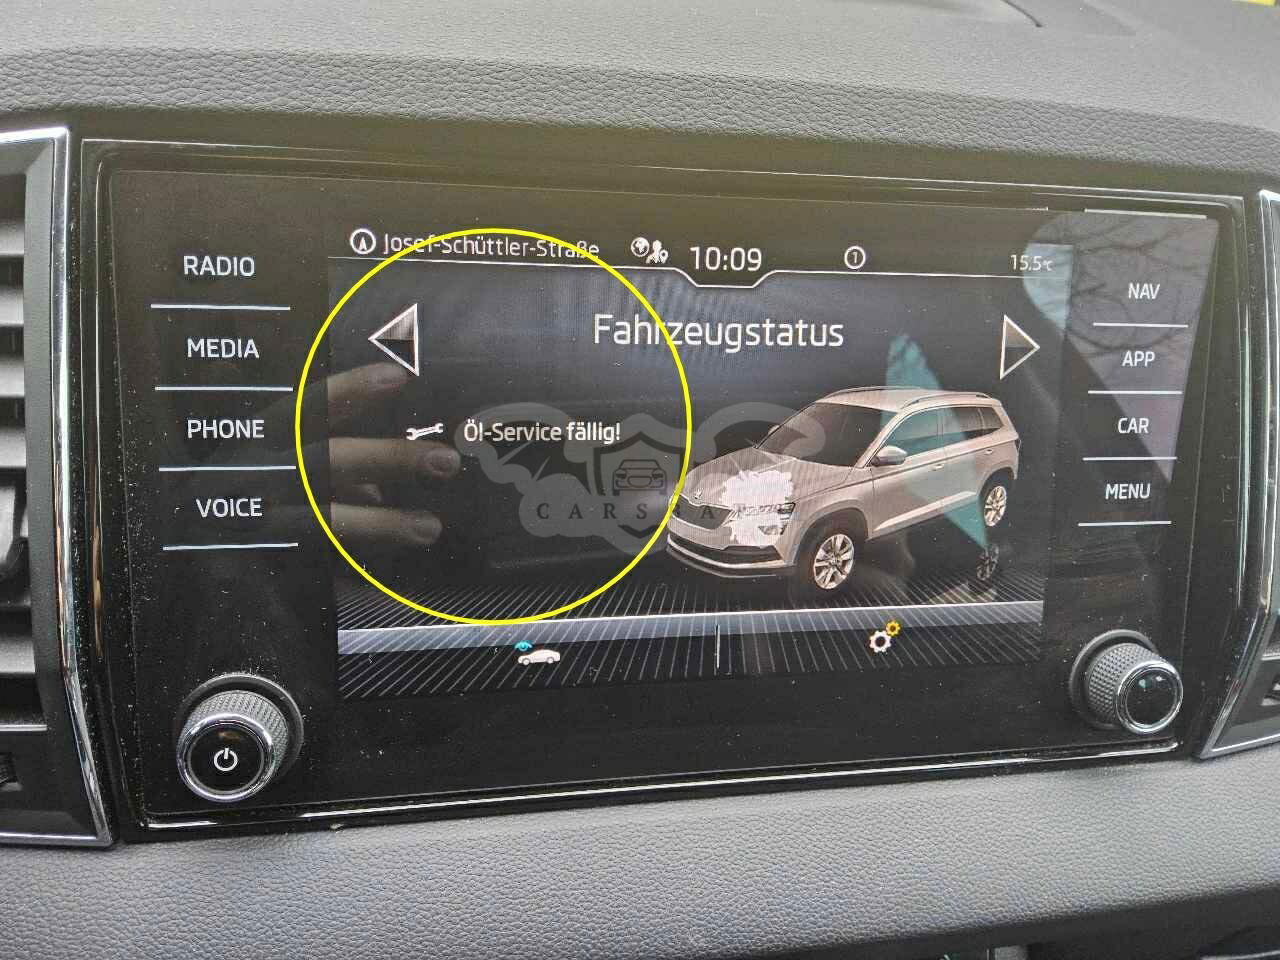 Josef-Schüttler-Straße 10:09 1 15.5°C
Fahrzeugstatus
Öl-Service fällig!
RADIO
MEDIA
PHONE
VOICE
NAV
APP
CAR
MENU